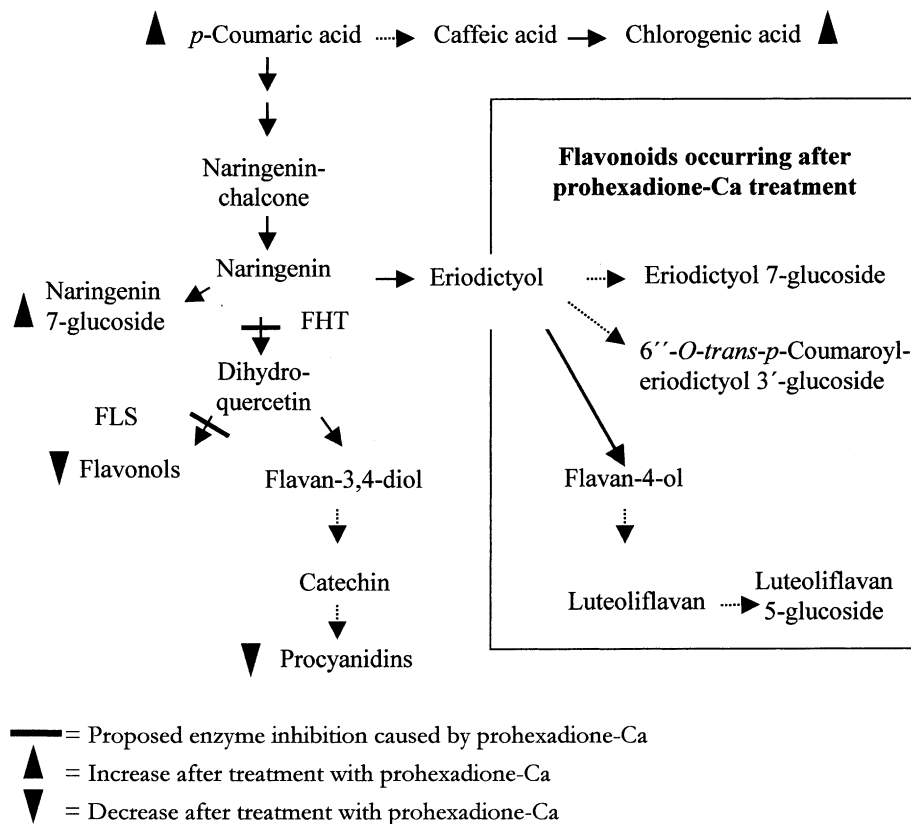 p-Coumaric acid Caffeic acid Chlorogenic acid
Flavonoids occurring after
prohexadione-Ca treatment
Naringenin-
chalcone
Naringenin Eriodictyol Eriodictyol 7-glucoside
Naringenin
7-glucoside
FHT
6´´-O-trans-p-Coumaroyl-
eriodictyol 3´-glucoside
Dihydro-
quercetin
FLS
Flavonols
Flavan-3,4-diol
Flavan-4-ol
Catechin
Luteoliflavan
Luteoliflavan
5-glucoside
Procyanidins
= Proposed enzyme inhibition caused by prohexadione-Ca
= Increase after treatment with prohexadione-Ca
= Decrease after treatment with prohexadione-Ca